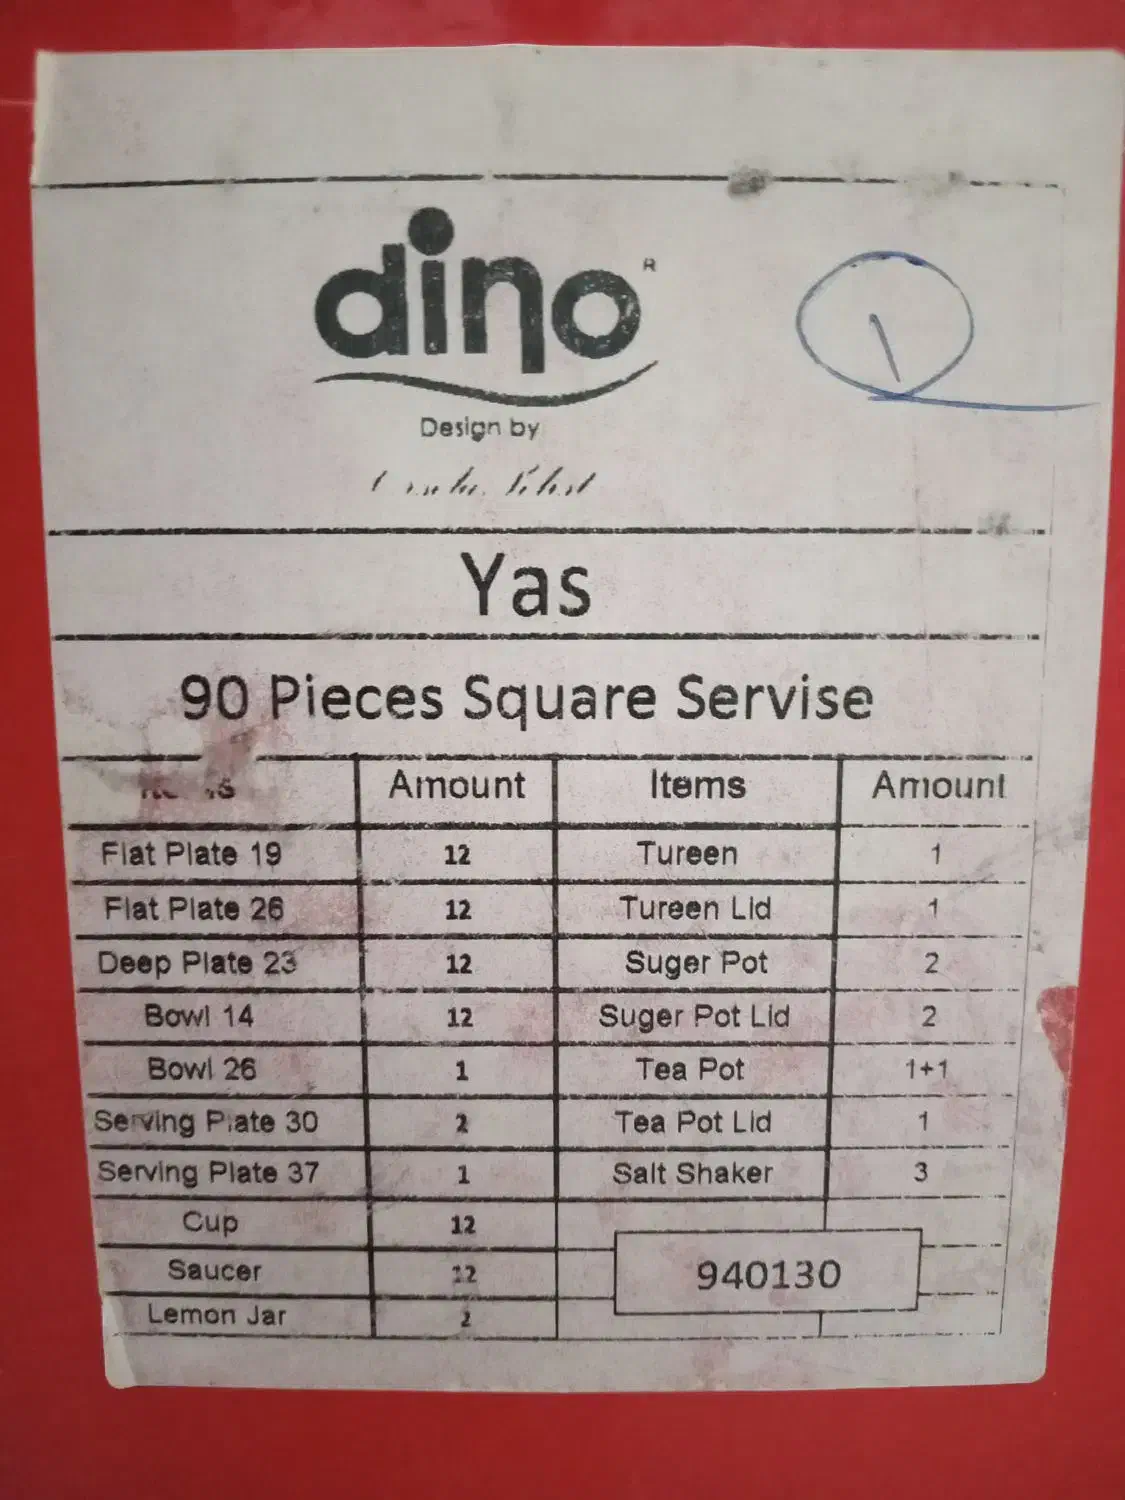 dino
R
1
Design by
Yas
90 Pieces Square Servise
Amount Items Amount
Flat Plate 19 12 Tureen 1
Flat Plate 26 12 Tureen Lid 1
Deep Plate 23 12 Suger Pot 2
Bowl 14 12 Suger Pot Lid 2
Bowl 26 1 Tea Pot 1+1
Serving Plate 30 2 Tea Pot Lid 1
Serving Plate 37 1 Salt Shaker 3
Cup 12
Saucer 12
Lemon Jar 2
940130